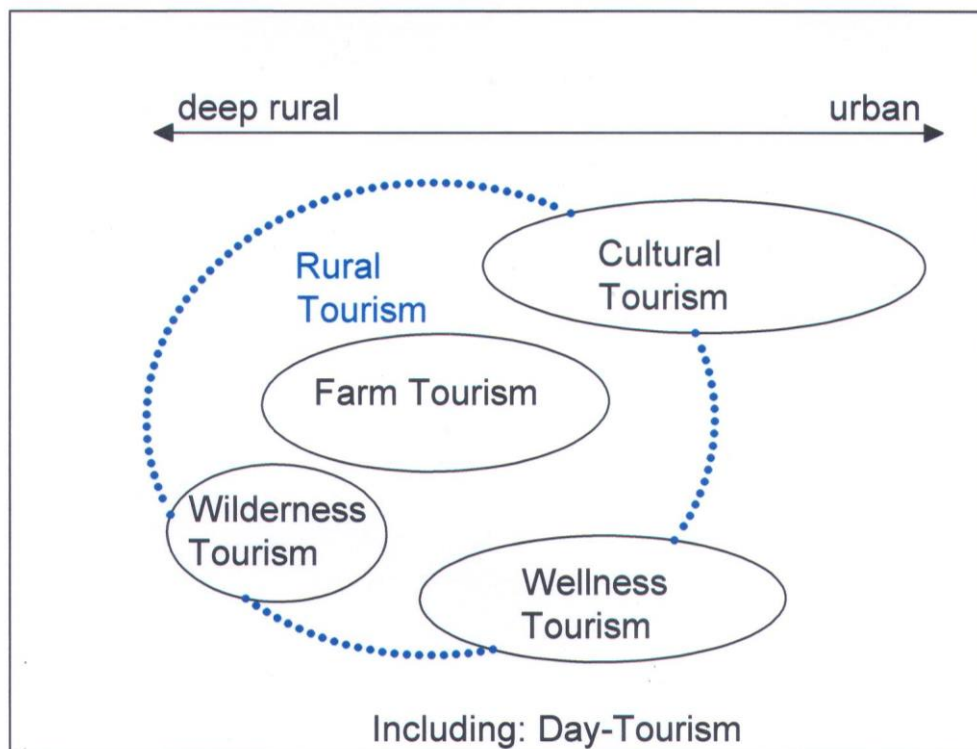 deep rural urban
Rural
Tourism
Cultural
Tourism
Farm Tourism
Wilderness
Tourism
Wellness
Tourism
Including: Day-Tourism